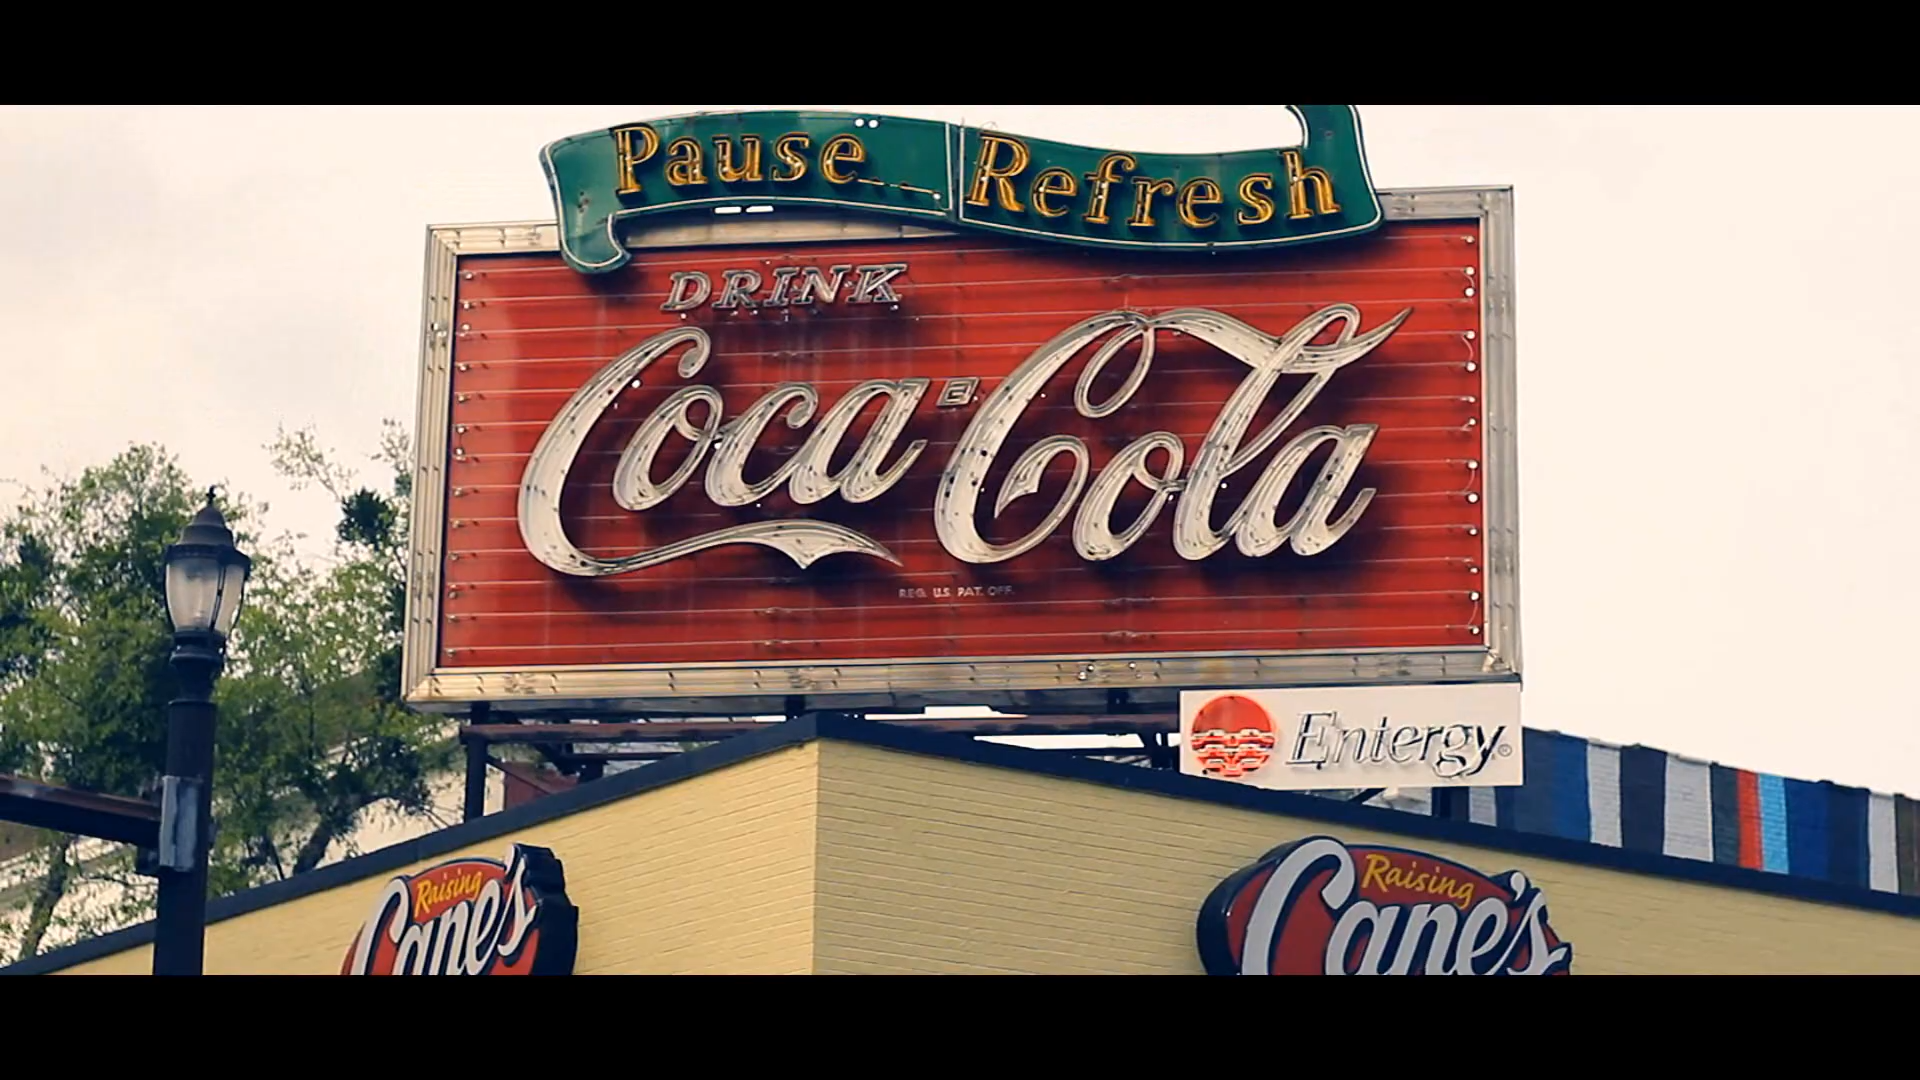 Pause... Refresh
DRINK
Coca-Cola
REG. U.S. PAT. OFF.
Entergy®
Raising
Cane's
Raising
Cane's